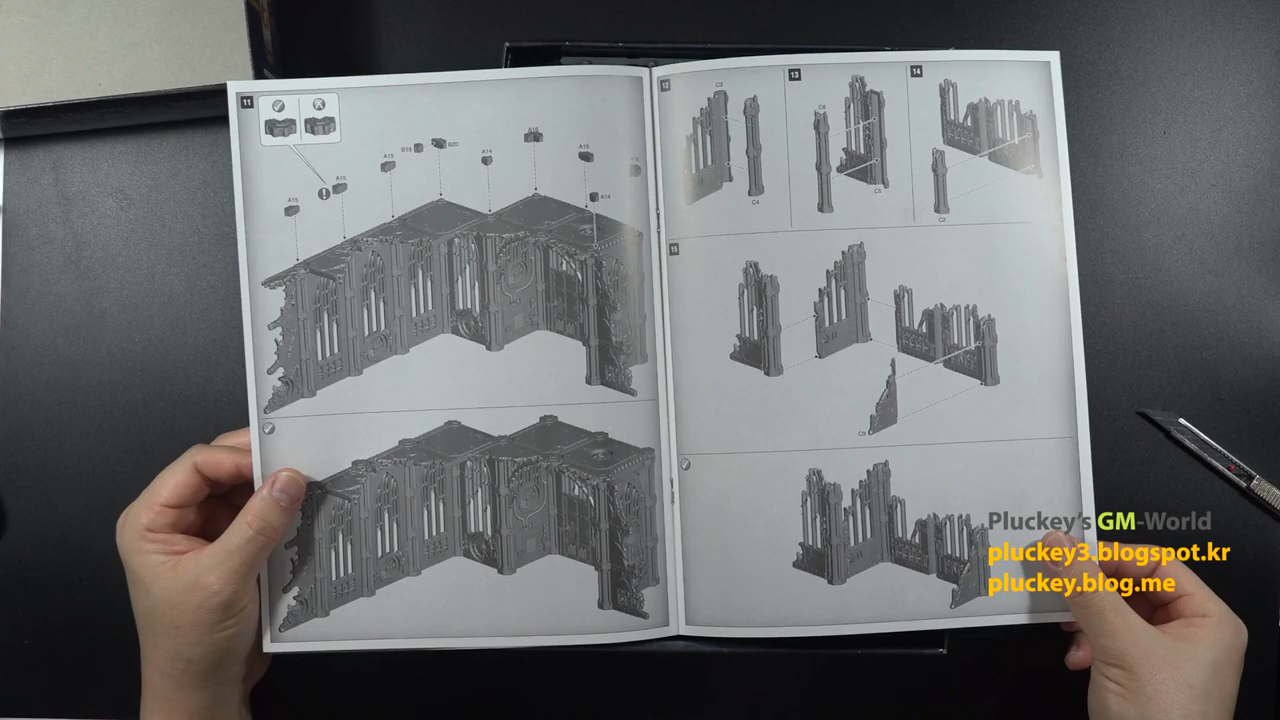 11
A15
A15
A15
B19
B20
A14
A16
A15
A14
12
C3
C4
13
C6
C5
14
C2
15
C9
Pluckey's GM-World
pluckey3.blogspot.kr
pluckey.blog.me